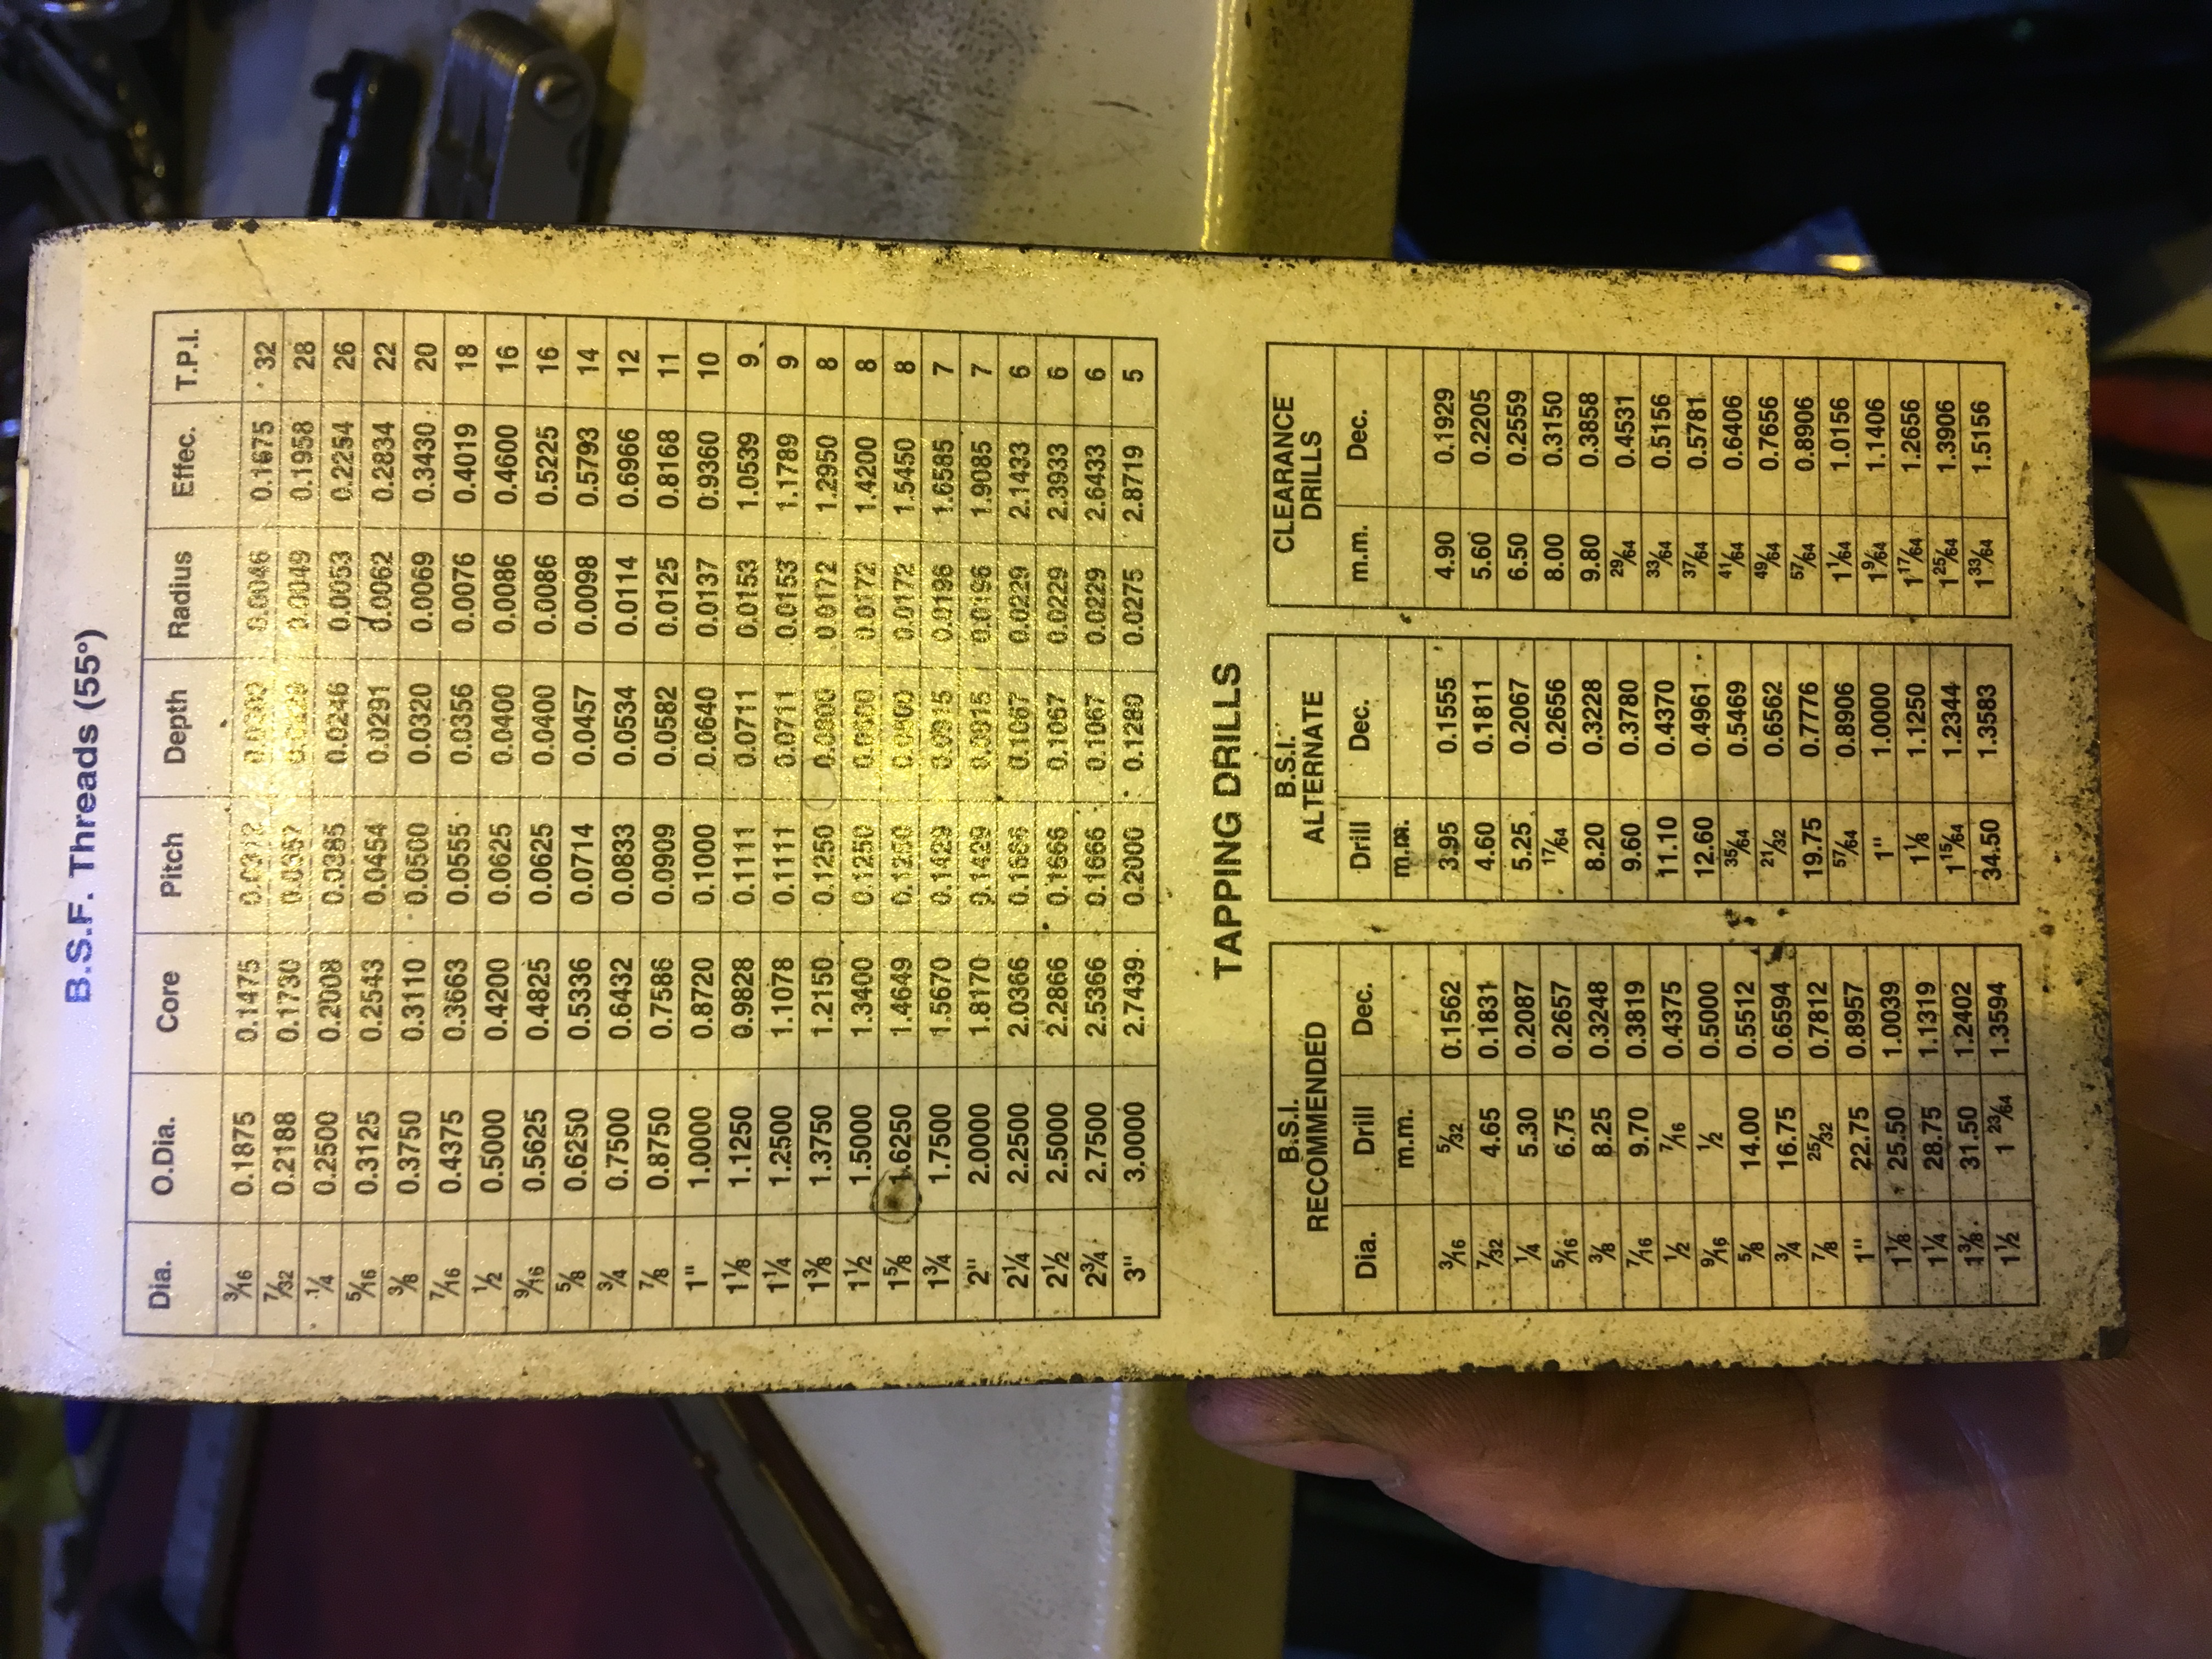 B.S.F. Threads (55°)
Dia. O.Dia. Core Pitch Depth Radius Effec. T.P.I.
3/16 0.1875 0.1475 0.0046 0.1675 32
7/32 0.2188 0.1730 0.0357 0.0049 0.1958 28
1/4 0.2500 0.2008 0.0385 0.0246 0.0053 0.2254 26
5/16 0.3125 0.2543 0.0454 0.0291 0.0062 0.2834 22
3/8 0.3750 0.3110 0.0500 0.0320 0.0069 0.3430 20
7/16 0.4375 0.3663 0.0555 0.0356 0.0076 0.4019 18
1/2 0.5000 0.4200 0.0625 0.0400 0.0086 0.4600 16
9/16 0.5625 0.4825 0.0625 0.0400 0.0086 0.5225 16
5/8 0.6250 0.5336 0.0714 0.0457 0.0098 0.5793 14
3/4 0.7500 0.6432 0.0833 0.0534 0.0114 0.6966 12
7/8 0.8750 0.7586 0.0909 0.0582 0.0125 0.8168 11
1" 1.0000 0.8720 0.1000 0.0640 0.0137 0.9360 10
1 1/8 1.1250 0.9828 0.1111 0.0711 0.0153 1.0539 9
1 1/4 1.2500 1.1078 0.1111 0.0711 0.0153 1.1789 9
1 3/8 1.3750 1.2150 0.1250 0.0800 0.0172 1.2950 8
1 1/2 1.5000 1.3400 0.1250 0.0800 0.0172 1.4200 8
1 5/8 1.6250 1.4649 0.1250 0.0800 0.0172 1.5450 8
1 3/4 1.7500 1.5670 0.1429 0.0915 0.0196 1.6585 7
2" 2.0000 1.8170 0.1429 0.0915 0.0196 1.9085 7
2 1/4 2.2500 2.0366 0.1666 0.1067 0.0229 2.1433 6
2 1/2 2.5000 2.2866 0.1666 0.1067 0.0229 2.3933 6
2 3/4 2.7500 2.5366 0.1666 0.1067 0.0229 2.6433 6
3" 3.0000 2.7439 0.2000 0.1280 0.0275 2.8719 5
TAPPING DRILLS
B.S.I.
RECOMMENDED
Dia. Drill Dec.
m.m.
3/16 5/32 0.1562
7/32 4.65 0.1831
1/4 5.30 0.2087
5/16 6.75 0.2657
3/8 8.25 0.3248
7/16 9.70 0.3819
1/2 7/16 0.4375
9/16 1/2 0.5000
5/8 14.00 0.5512
3/4 16.75 0.6594
7/8 25/32 0.7812
1" 22.75 0.8957
1 1/8 25.50 1.0039
1 1/4 28.75 1.1319
1 3/8 31.50 1.2402
1 1/2 1 23/64 1.3594
B.S.I.
ALTERNATE
Drill Dec.
m.m.
3.95 0.1555
4.60 0.1811
5.25 0.2067
17/64 0.2656
8.20 0.3228
9.60 0.3780
11.10 0.4370
12.60 0.4961
35/64 0.5469
21/32 0.6562
19.75 0.7776
57/64 0.8906
1" 1.0000
1 1/8 1.1250
1 15/64 1.2344
34.50 1.3583
CLEARANCE
DRILLS
m.m. Dec.
4.90 0.1929
5.60 0.2205
6.50 0.2559
8.00 0.3150
9.80 0.3858
29/64 0.4531
33/64 0.5156
37/64 0.5781
41/64 0.6406
49/64 0.7656
57/64 0.8906
1 1/64 1.0156
1 9/64 1.1406
1 17/64 1.2656
1 25/64 1.3906
1 33/64 1.5156